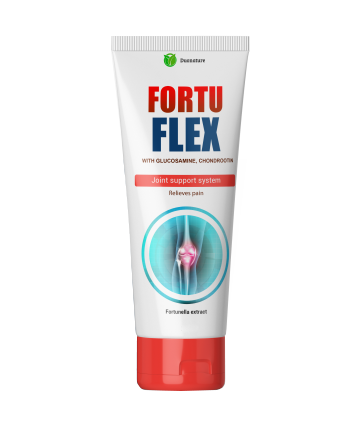 Duonature
FORTU
FLEX
WITH GLUCOSAMINE, CHONDROITIN
Joint support system
Relieves pain
Fortunella extract